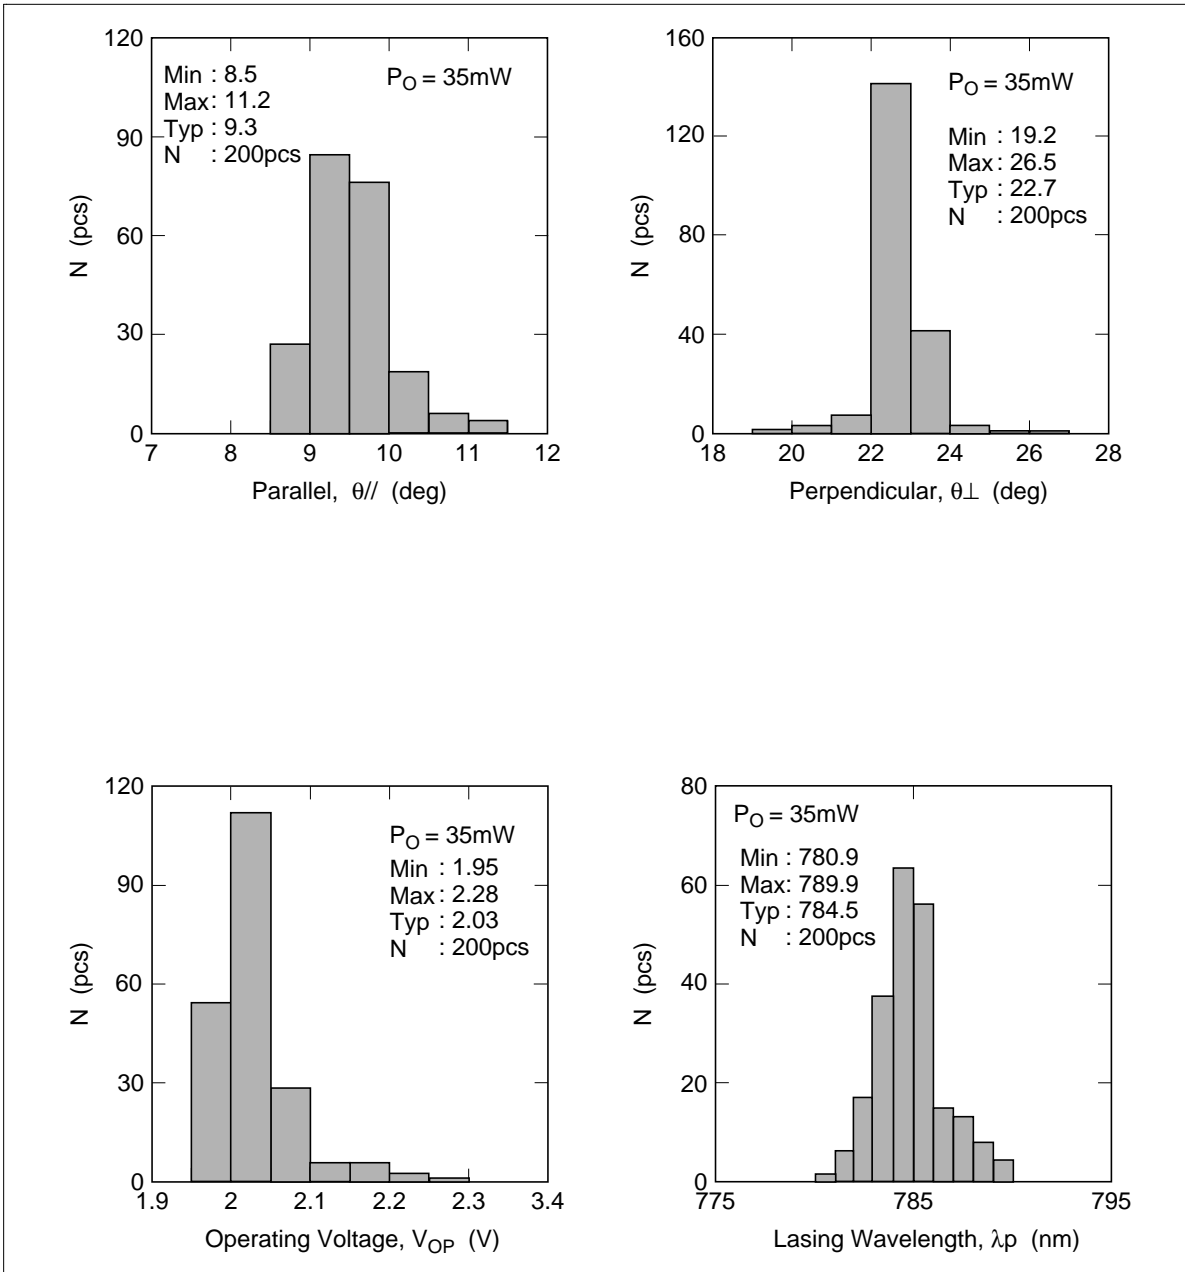 120
90
60
30
0
N (pcs)
Min : 8.5
Max : 11.2
Typ : 9.3
N : 200pcs
PO = 35mW
7 8 9 10 11 12
Parallel, θ// (deg)
160
120
80
40
0
N (pcs)
PO = 35mW
Min : 19.2
Max : 26.5
Typ : 22.7
N : 200pcs
18 20 22 24 26 28
Perpendicular, θ⊥ (deg)
120
90
60
30
0
N (pcs)
PO = 35mW
Min : 1.95
Max : 2.28
Typ : 2.03
N : 200pcs
1.9 2 2.1 2.2 2.3 3.4
Operating Voltage, VOP (V)
80
60
40
20
0
N (pcs)
PO = 35mW
Min : 780.9
Max : 789.9
Typ : 784.5
N : 200pcs
775 785 795
Lasing Wavelength, λp (nm)